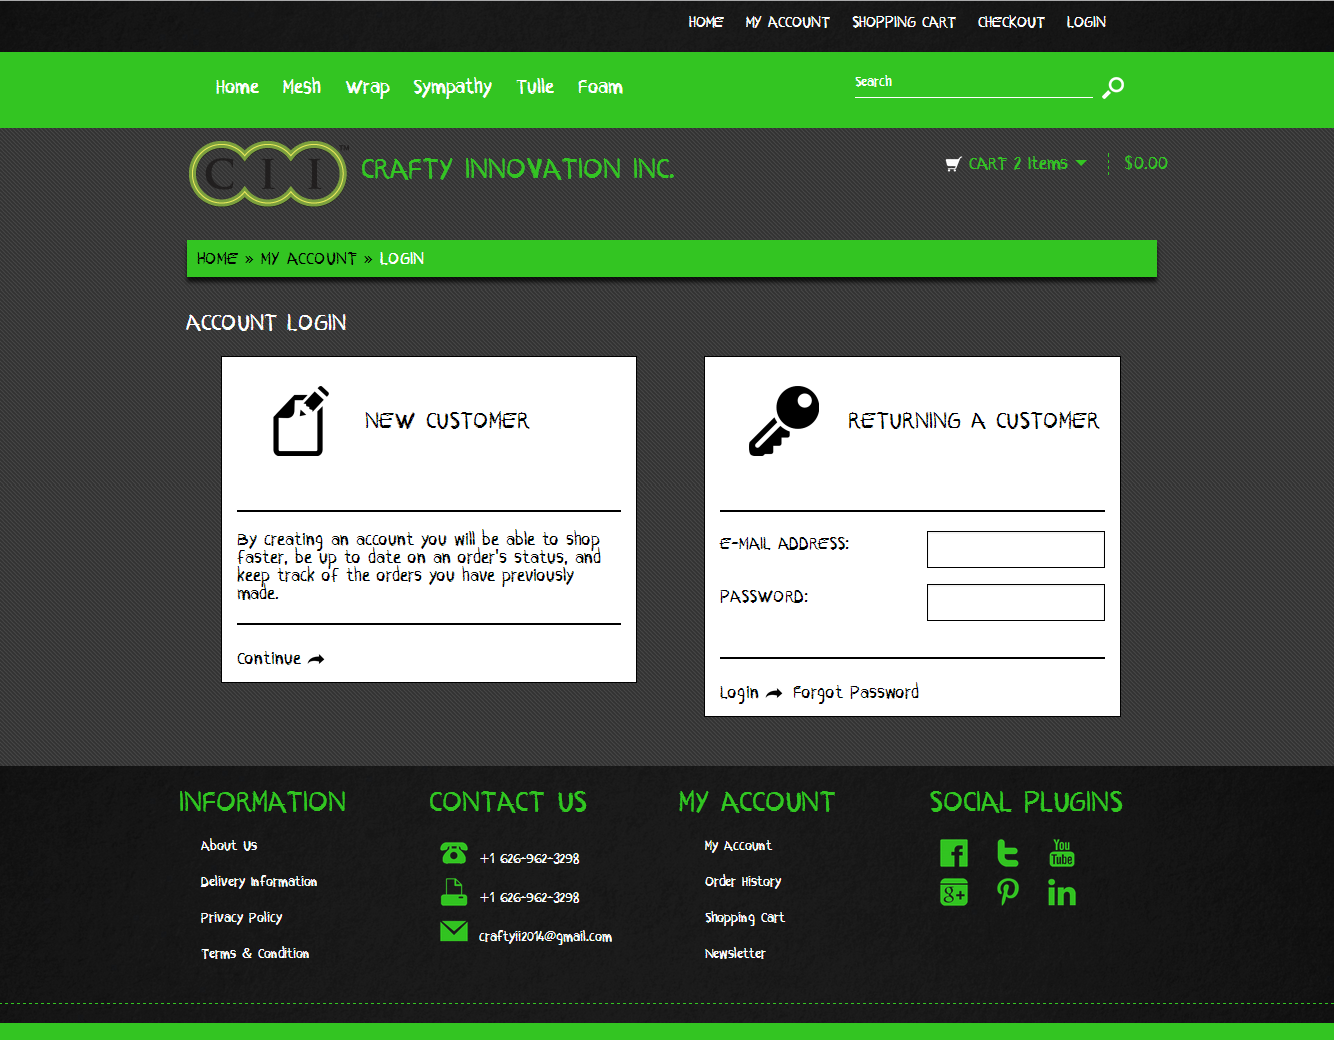 HOME MY ACCOUNT SHOPPING CART CHECKOUT LOGIN
Home Mesh Wrap Sympathy Tulle Foam Search
CII™ CRAFTY INNOVATION INC. CART 2 Items $0.00
HOME » MY ACCOUNT » LOGIN
ACCOUNT LOGIN
NEW CUSTOMER
By creating an account you will be able to shop
faster, be up to date on an order's status, and
keep track of the orders you have previously
made.
Continue
RETURNING A CUSTOMER
E-MAIL ADDRESS:
PASSWORD:
Login Forgot Password
INFORMATION
About Us
Delivery Information
Privacy Policy
Terms & Condition
CONTACT US
+1 626-962-3298
+1 626-962-3298
craftyii2014@gmail.com
MY ACCOUNT
My Account
Order History
Shopping Cart
Newsletter
SOCIAL PLUGINS
You
Tube
g+
in